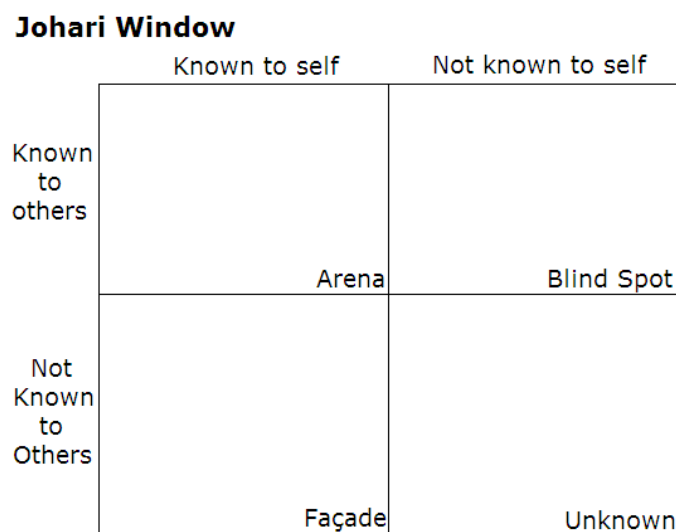 Johari Window
Known to self
Not known to self
Known
to
others
Arena
Blind Spot
Not
Known
to
Others
Façade
Unknown